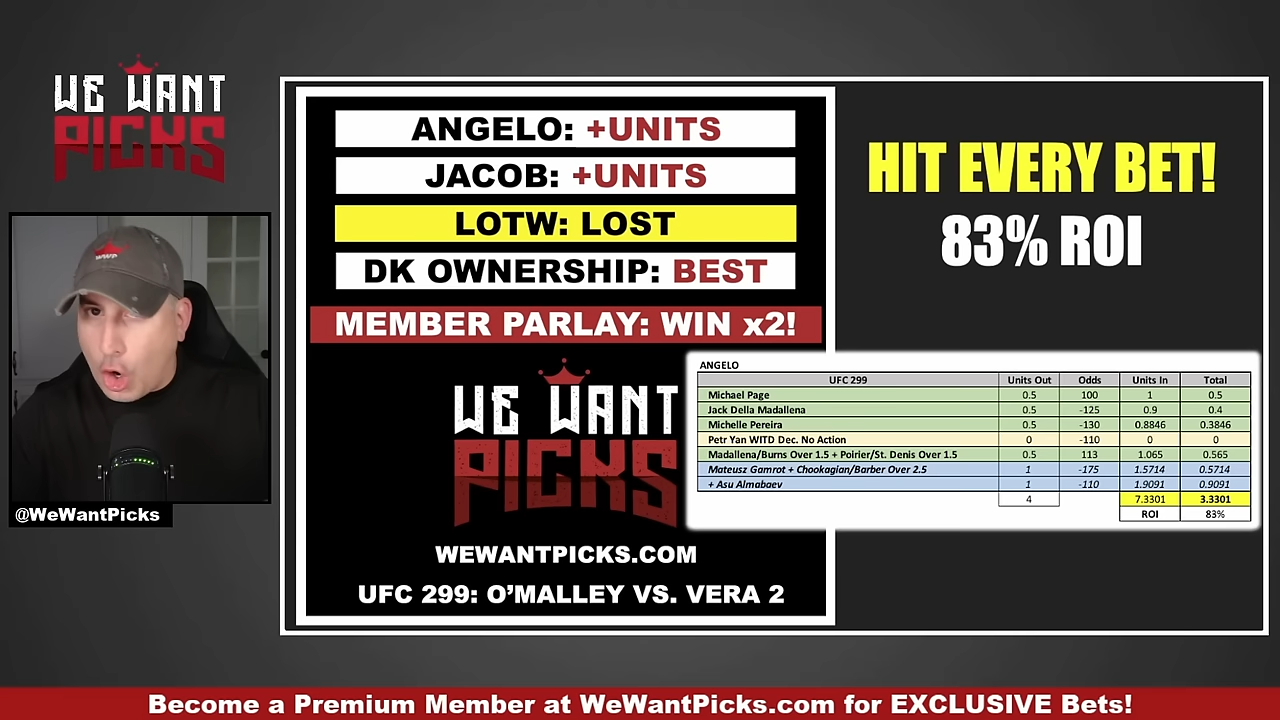 WE WANT
PICKS
WWP
@WeWantPicks
ANGELO: +UNITS
JACOB: +UNITS
LOTW: LOST
DK OWNERSHIP: BEST
MEMBER PARLAY: WIN x2!
WE WANT
PICKS
WEWANTPICKS.COM
UFC 299: O’MALLEY VS. VERA 2
HIT EVERY BET!
83% ROI
ANGELO
UFC 299 Units Out Odds Units In Total
Michael Page 0.5 100 1 0.5
Jack Della Madallena 0.5 -125 0.9 0.4
Michelle Pereira 0.5 -130 0.8846 0.3846
Petr Yan WITD Dec. No Action 0 -110 0 0
Madallena/Burns Over 1.5 + Poirier/St. Denis Over 1.5 0.5 113 1.065 0.565
Mateusz Gamrot + Chookagian/Barber Over 2.5 1 -175 1.5714 0.5714
+ Asu Almabaev 1 -110 1.9091 0.9091
4 7.3301 3.3301
ROI 83%
Become a Premium Member at WeWantPicks.com for EXCLUSIVE Bets!